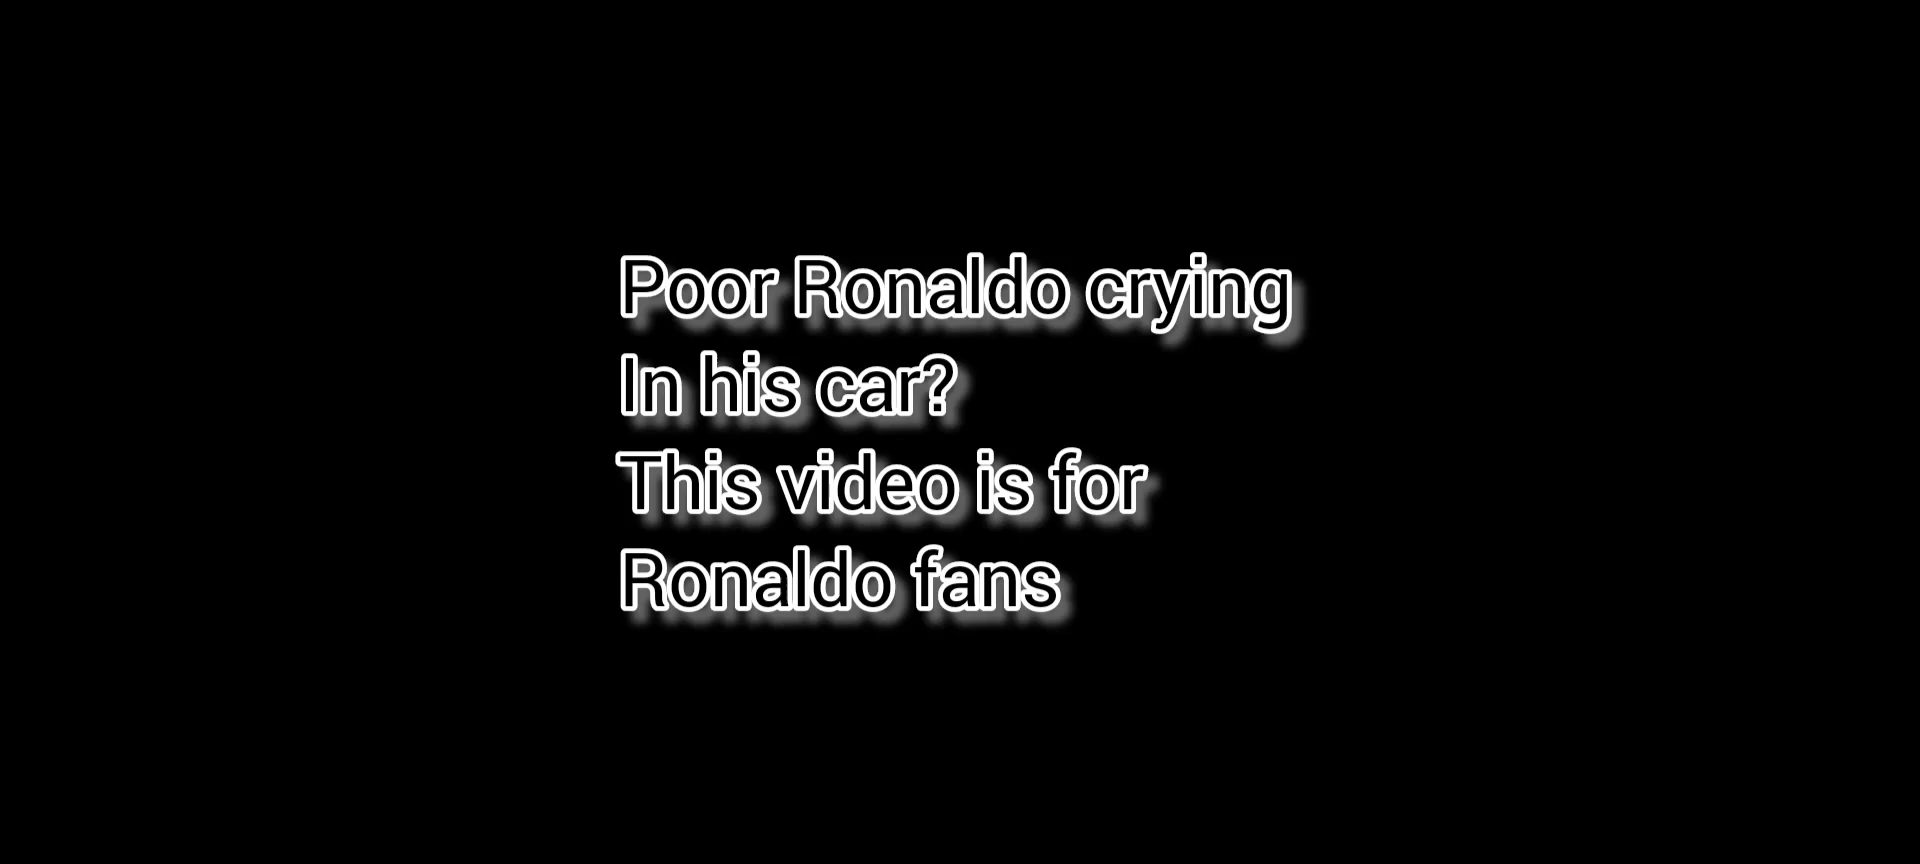 Poor Ronaldo crying
In his car?
This video is for
Ronaldo fans